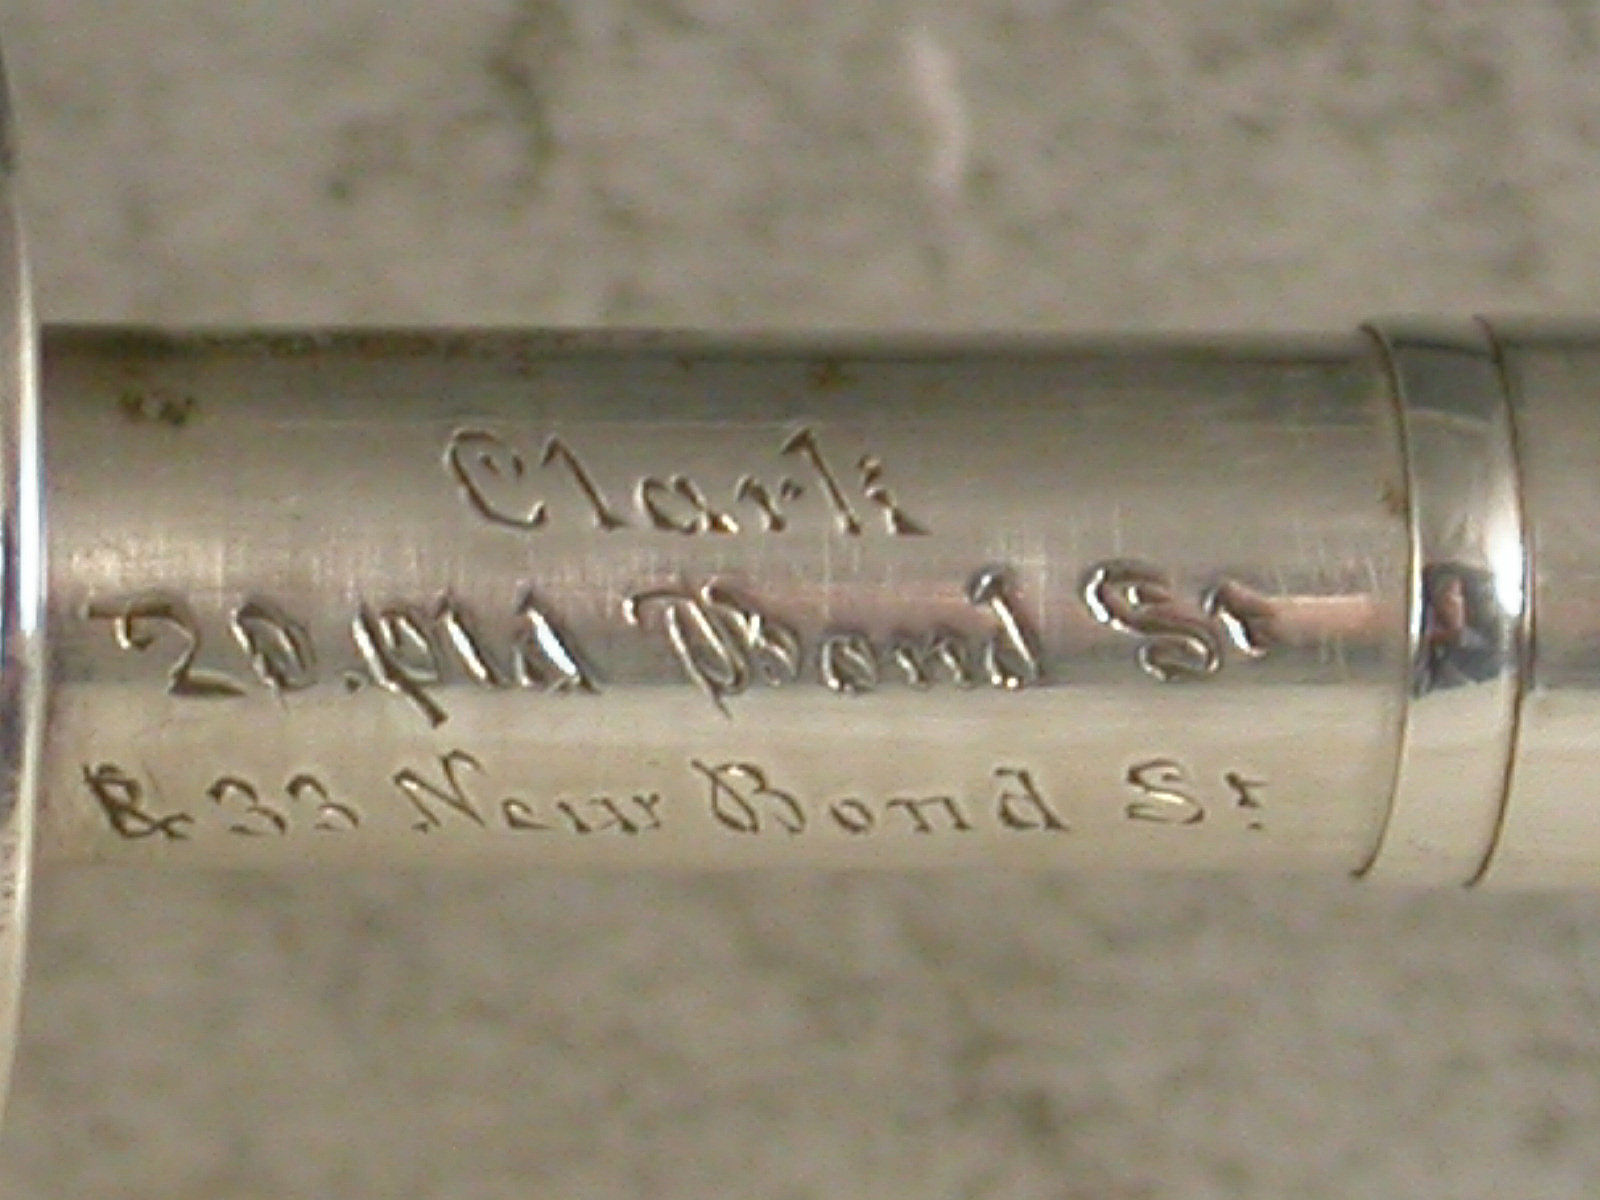 Clark
20. Old Bond St
& 33 New Bond St